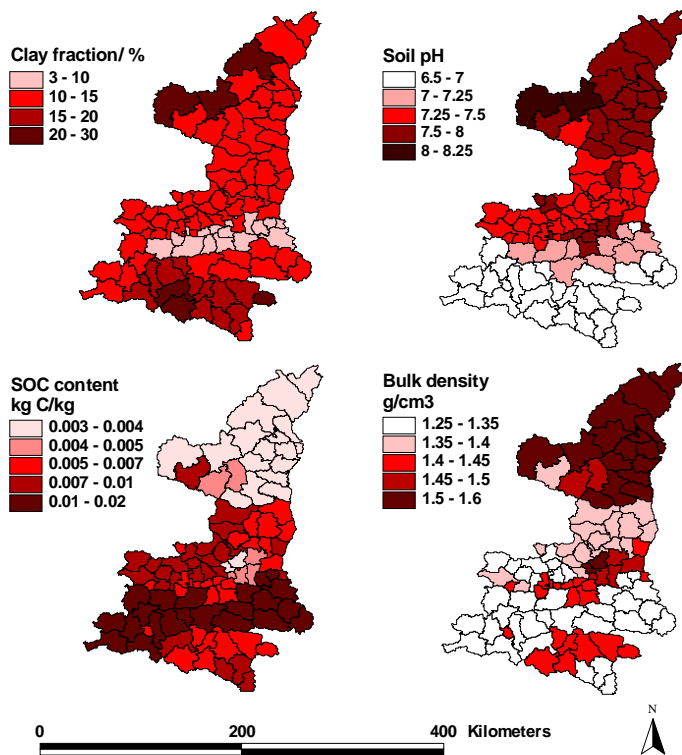 Clay fraction/ %
3 - 10
10 - 15
15 - 20
20 - 30
Soil pH
6.5 - 7
7 - 7.25
7.25 - 7.5
7.5 - 8
8 - 8.25
SOC content
kg C/kg
0.003 - 0.004
0.004 - 0.005
0.005 - 0.007
0.007 - 0.01
0.01 - 0.02
Bulk density
g/cm3
1.25 - 1.35
1.35 - 1.4
1.4 - 1.45
1.45 - 1.5
1.5 - 1.6
0 200 400 Kilometers
N